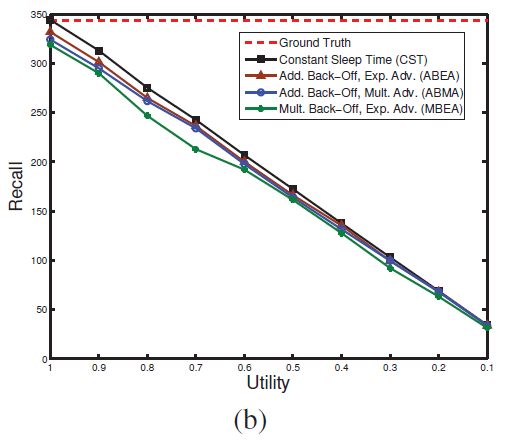 350
300
250
200
150
100
50
0
Recall
Ground Truth
Constant Sleep Time (CST)
Add. Back-Off, Exp. Adv. (ABEA)
Add. Back-Off, Mult. Adv. (ABMA)
Mult. Back-Off, Exp. Adv. (MBEA)
1 0.9 0.8 0.7 0.6 0.5 0.4 0.3 0.2 0.1
Utility
(b)